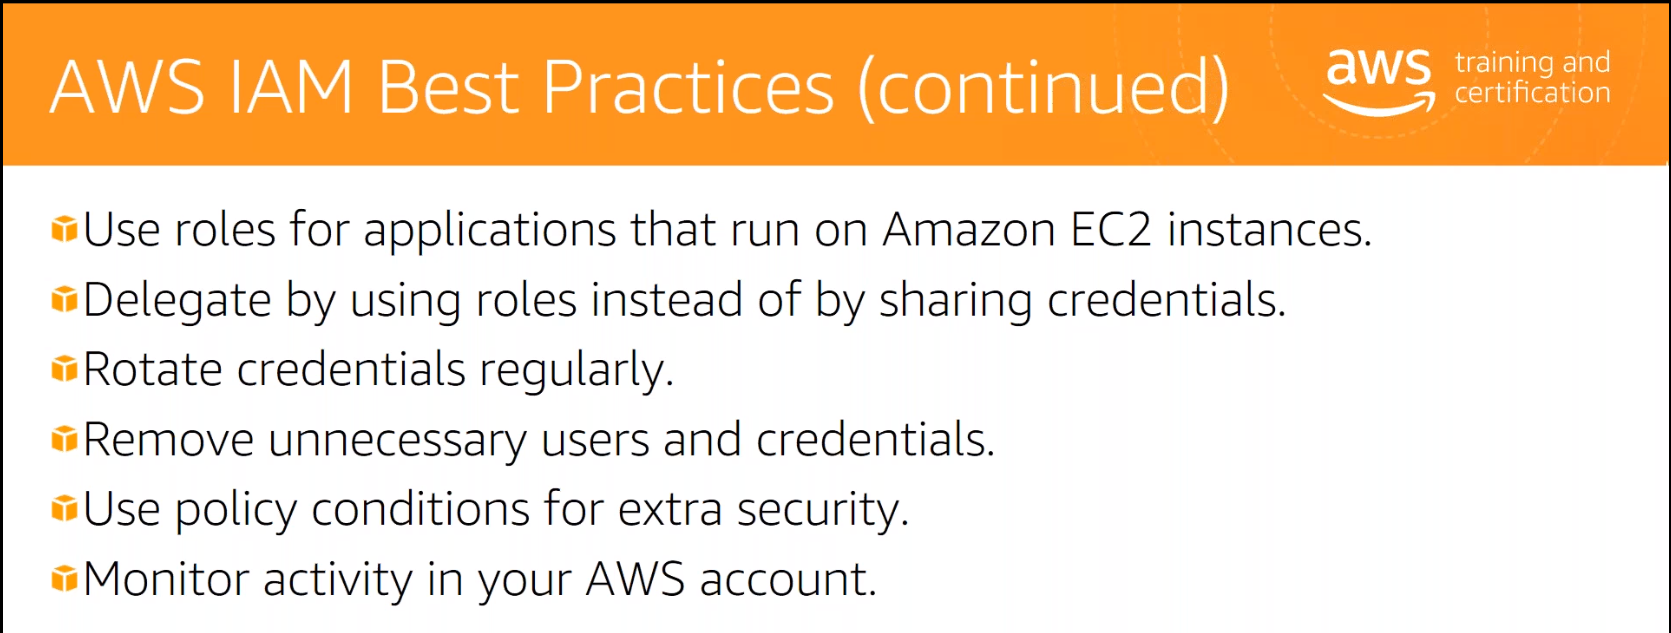 AWS IAM Best Practices (continued)
aws training and
certification
Use roles for applications that run on Amazon EC2 instances.
Delegate by using roles instead of by sharing credentials.
Rotate credentials regularly.
Remove unnecessary users and credentials.
Use policy conditions for extra security.
Monitor activity in your AWS account.